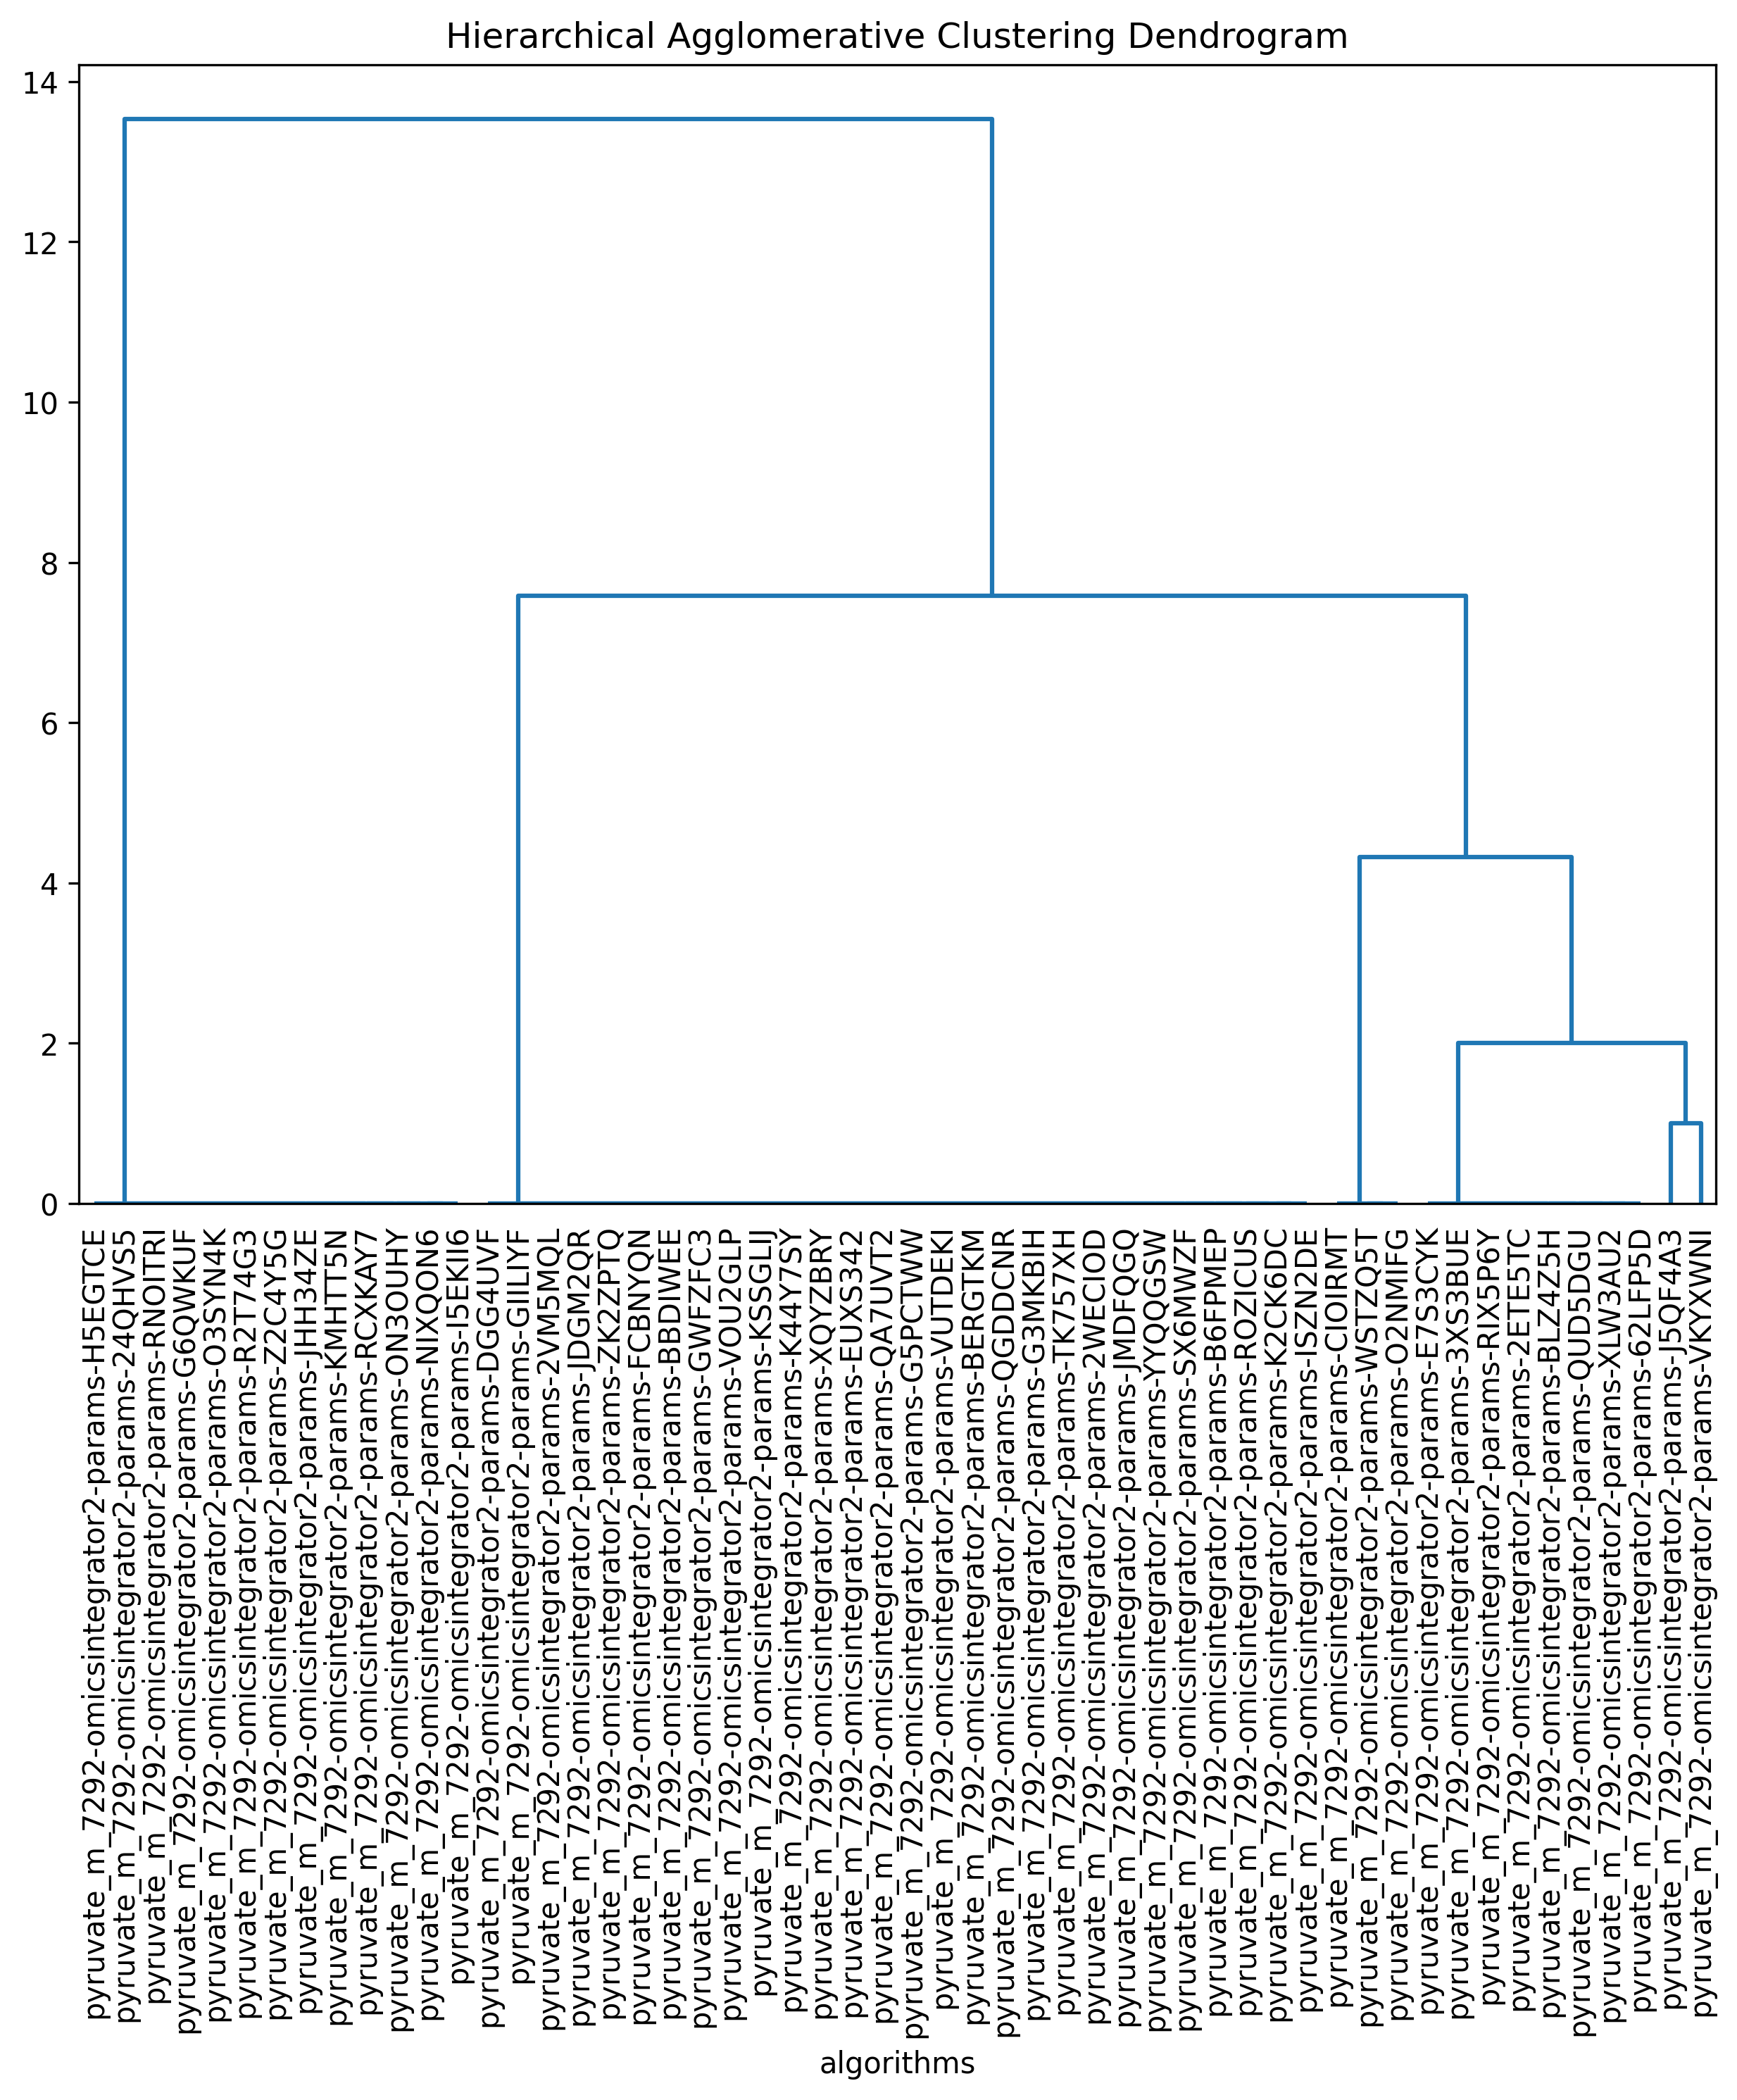 Hierarchical Agglomerative Clustering Dendrogram
14
12
10
8
6
4
2
0
pyruvate_m_7292-omicsintegrator2-params-H5EGTCE
pyruvate_m_7292-omicsintegrator2-params-24QHVS5
pyruvate_m_7292-omicsintegrator2-params-RNOITRI
pyruvate_m_7292-omicsintegrator2-params-G6QWKUF
pyruvate_m_7292-omicsintegrator2-params-O3SYN4K
pyruvate_m_7292-omicsintegrator2-params-R2T74G3
pyruvate_m_7292-omicsintegrator2-params-Z2C4Y5G
pyruvate_m_7292-omicsintegrator2-params-JHH34ZE
pyruvate_m_7292-omicsintegrator2-params-KMHTT5N
pyruvate_m_7292-omicsintegrator2-params-RCXKAY7
pyruvate_m_7292-omicsintegrator2-params-ON3OUHY
pyruvate_m_7292-omicsintegrator2-params-NIXQON6
pyruvate_m_7292-omicsintegrator2-params-I5EKII6
pyruvate_m_7292-omicsintegrator2-params-DGG4UVF
pyruvate_m_7292-omicsintegrator2-params-GIILIYF
pyruvate_m_7292-omicsintegrator2-params-2VM5MQL
pyruvate_m_7292-omicsintegrator2-params-JDGM2QR
pyruvate_m_7292-omicsintegrator2-params-ZK2ZPTQ
pyruvate_m_7292-omicsintegrator2-params-FCBNYQN
pyruvate_m_7292-omicsintegrator2-params-BBDIWEE
pyruvate_m_7292-omicsintegrator2-params-GWFZFC3
pyruvate_m_7292-omicsintegrator2-params-VOU2GLP
pyruvate_m_7292-omicsintegrator2-params-KSSGLIJ
pyruvate_m_7292-omicsintegrator2-params-K44Y7SY
pyruvate_m_7292-omicsintegrator2-params-XQYZBRY
pyruvate_m_7292-omicsintegrator2-params-EUXS342
pyruvate_m_7292-omicsintegrator2-params-QA7UVT2
pyruvate_m_7292-omicsintegrator2-params-G5PCTWW
pyruvate_m_7292-omicsintegrator2-params-VUTDEKI
pyruvate_m_7292-omicsintegrator2-params-BERGTKM
pyruvate_m_7292-omicsintegrator2-params-QGDDCNR
pyruvate_m_7292-omicsintegrator2-params-G3MKBIH
pyruvate_m_7292-omicsintegrator2-params-TK757XH
pyruvate_m_7292-omicsintegrator2-params-2WECIOD
pyruvate_m_7292-omicsintegrator2-params-JMDFQGQ
pyruvate_m_7292-omicsintegrator2-params-YYQQGSW
pyruvate_m_7292-omicsintegrator2-params-SX6MWZF
pyruvate_m_7292-omicsintegrator2-params-B6FPMEP
pyruvate_m_7292-omicsintegrator2-params-ROZICUS
pyruvate_m_7292-omicsintegrator2-params-K2CK6DC
pyruvate_m_7292-omicsintegrator2-params-ISZN2DE
pyruvate_m_7292-omicsintegrator2-params-CIOIRMT
pyruvate_m_7292-omicsintegrator2-params-WSTZQ5T
pyruvate_m_7292-omicsintegrator2-params-O2NMIFG
pyruvate_m_7292-omicsintegrator2-params-E7S3CYK
pyruvate_m_7292-omicsintegrator2-params-3XS3BUE
pyruvate_m_7292-omicsintegrator2-params-RIX5P6Y
pyruvate_m_7292-omicsintegrator2-params-2ETE5TC
pyruvate_m_7292-omicsintegrator2-params-BLZ4Z5H
pyruvate_m_7292-omicsintegrator2-params-QUD5DGU
pyruvate_m_7292-omicsintegrator2-params-XLW3AU2
pyruvate_m_7292-omicsintegrator2-params-62LFP5D
pyruvate_m_7292-omicsintegrator2-params-J5QF4A3
pyruvate_m_7292-omicsintegrator2-params-VKYXWNI
algorithms